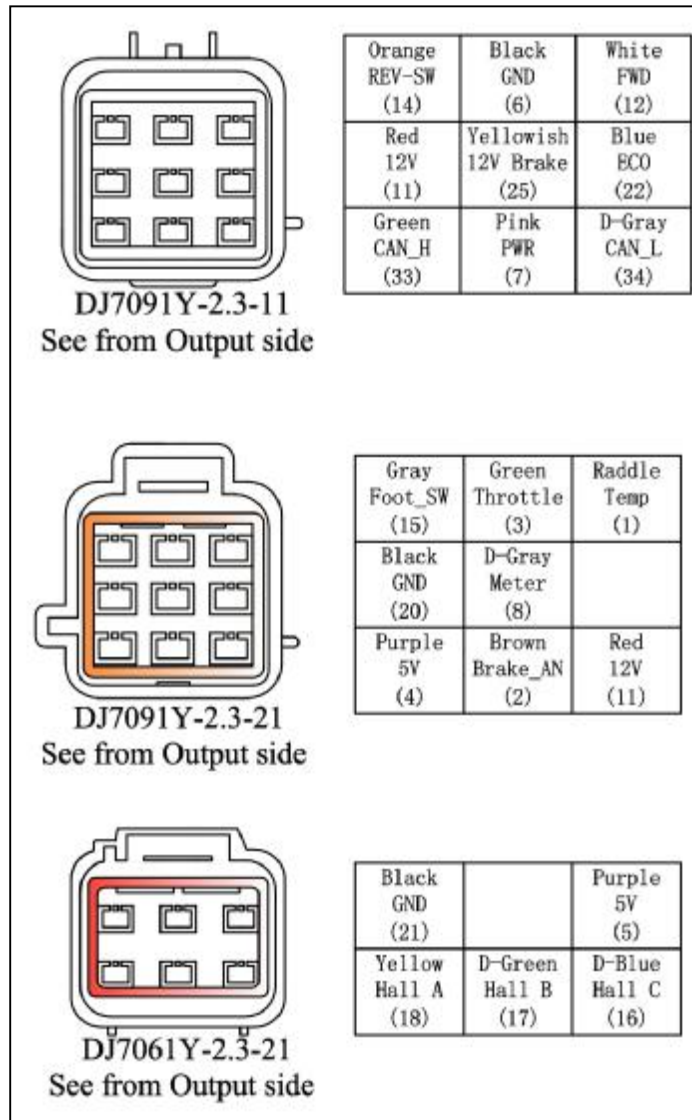 Orange Black White
REV-SW GND FWD
(14) (6) (12)
Red Yellowish Blue
12V 12V Brake ECO
(11) (25) (22)
Green Pink D-Gray
CAN_H PWR CAN_L
(33) (7) (34)
DJ7091Y-2.3-11
See from Output side
Gray Green Raddle
Foot_SW Throttle Temp
(15) (3) (1)
Black D-Gray
GND Meter
(20) (8)
Purple Brown Red
5V Brake_AN 12V
(4) (2) (11)
DJ7091Y-2.3-21
See from Output side
Black Purple
GND 5V
(21) (5)
Yellow D-Green D-Blue
Hall A Hall B Hall C
(18) (17) (16)
DJ7061Y-2.3-21
See from Output side